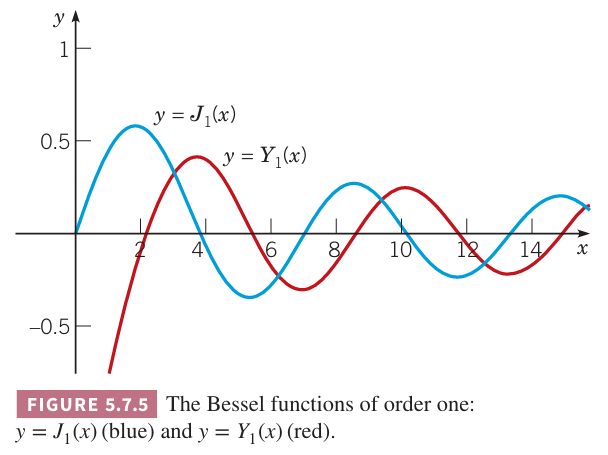 y
1
y = J₁(x)
0.5
y = Y₁(x)
2 4 6 8 10 12 14 x
–0.5
FIGURE 5.7.5 The Bessel functions of order one:
y = J₁(x) (blue) and y = Y₁(x) (red).